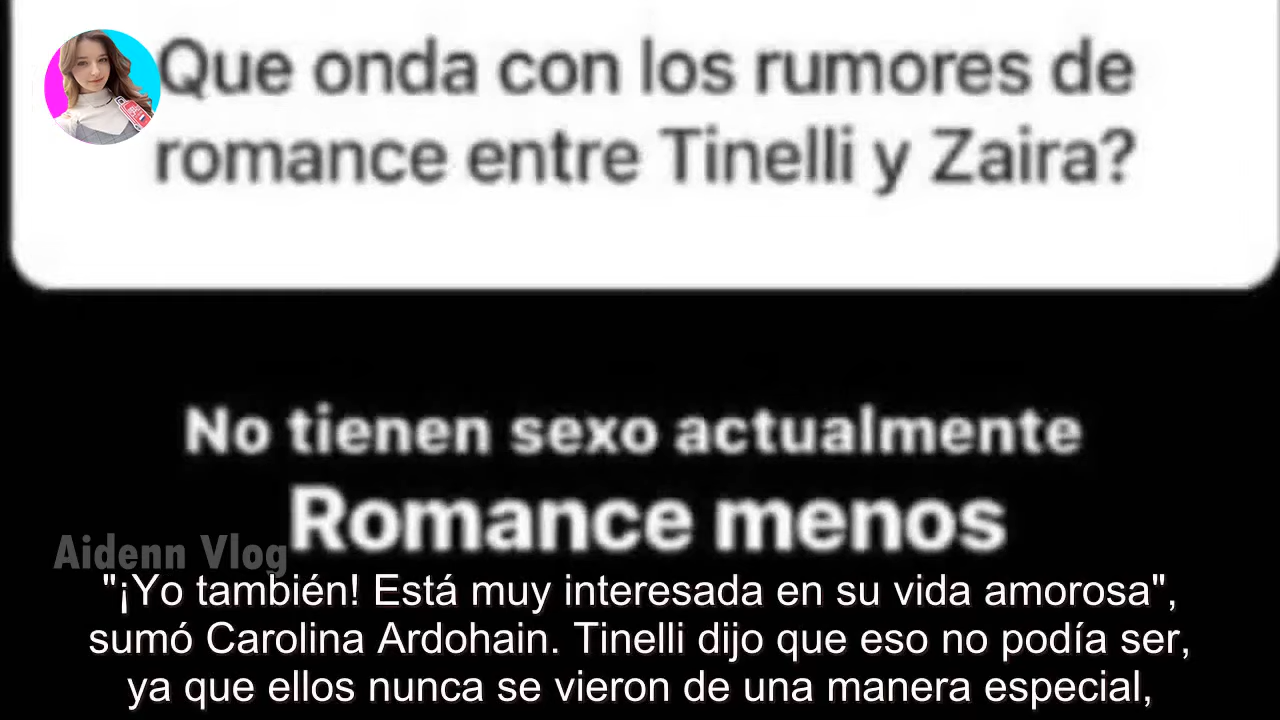 Que onda con los rumores de
romance entre Tinelli y Zaira?
No tienen sexo actualmente
Romance menos
Aidenn Vlog
"¡Yo también! Está muy interesada en su vida amorosa",
sumó Carolina Ardohain. Tinelli dijo que eso no podía ser,
ya que ellos nunca se vieron de una manera especial,